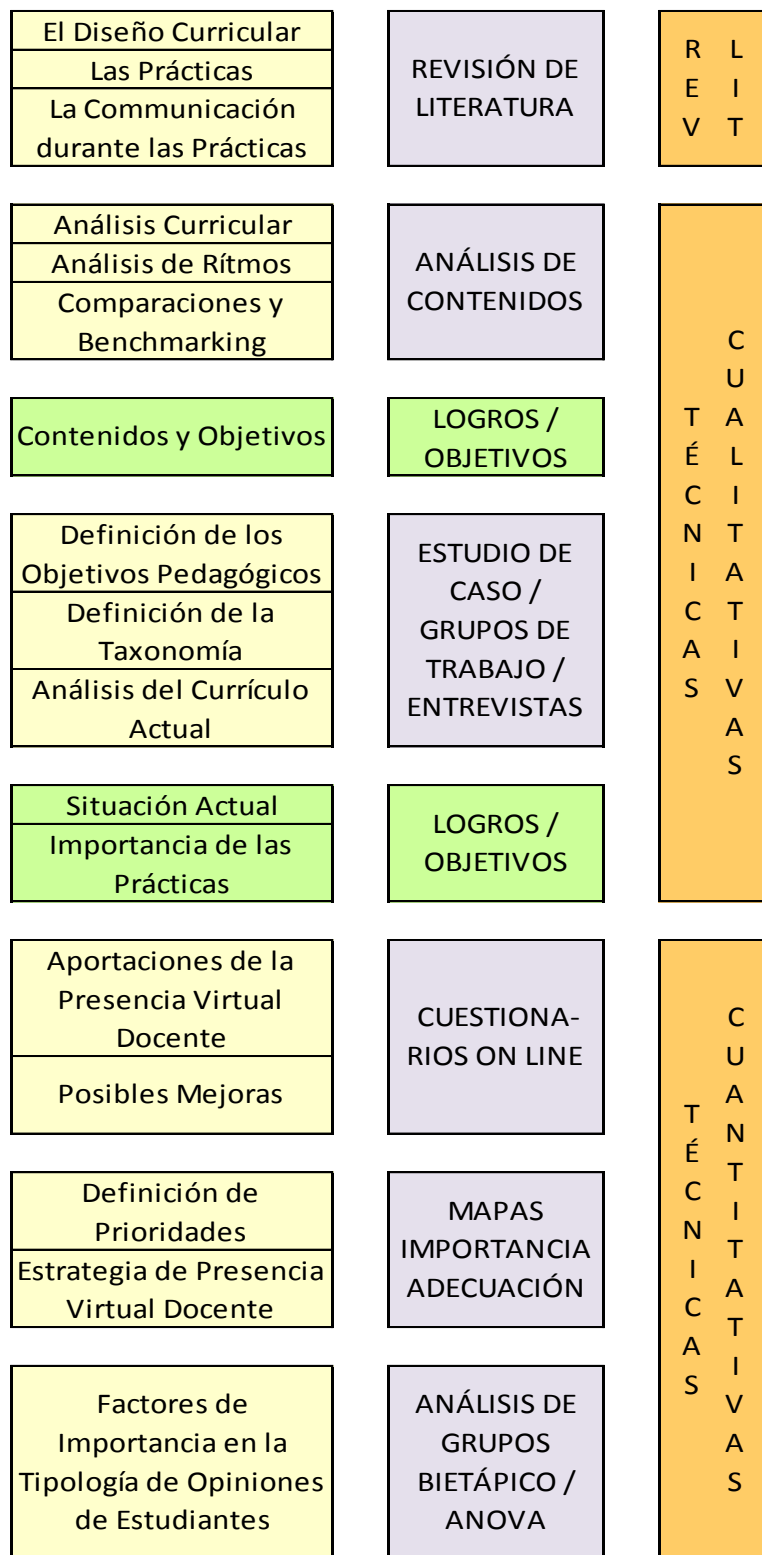 El Diseño Curricular
Las Prácticas
La Communicación
durante las Prácticas
REVISIÓN DE
LITERATURA
REV
LIT
Análisis Curricular
Análisis de Rítmos
Comparaciones y
Benchmarking
ANÁLISIS DE
CONTENIDOS
Contenidos y Objetivos
LOGROS /
OBJETIVOS
Definición de los
Objetivos Pedagógicos
Definición de la
Taxonomía
Análisis del Currículo
Actual
ESTUDIO DE
CASO /
GRUPOS DE
TRABAJO /
ENTREVISTAS
Situación Actual
Importancia de las
Prácticas
LOGROS /
OBJETIVOS
TÉCNICAS
CUALITATIVAS
Aportaciones de la
Presencia Virtual
Docente
Posibles Mejoras
CUESTIONA-
RIOS ON LINE
Definición de
Prioridades
Estrategia de Presencia
Virtual Docente
MAPAS
IMPORTANCIA
ADECUACIÓN
Factores de
Importancia en la
Tipología de Opiniones
de Estudiantes
ANÁLISIS DE
GRUPOS
BIETÁPICO /
ANOVA
TÉCNICAS
CUANTITATIVAS